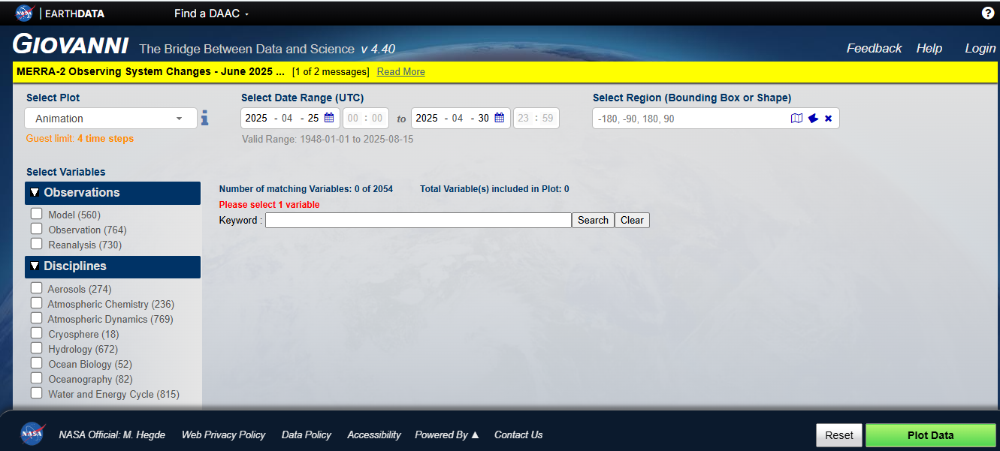 NASA | EARTHDATA Find a DAAC ?
GIOVANNI The Bridge Between Data and Science v 4.40 Feedback Help Login
MERRA-2 Observing System Changes - June 2025 ... [1 of 2 messages] Read More
Select Plot Select Date Range (UTC) Select Region (Bounding Box or Shape)
Animation i 2025 - 04 - 25 00 : 00 to 2025 - 04 - 30 23 : 59 -180, -90, 180, 90
Guest limit: 4 time steps Valid Range: 1948-01-01 to 2025-08-15
Select Variables
Observations Number of matching Variables: 0 of 2054 Total Variable(s) included in Plot: 0
Please select 1 variable
Model (560) Keyword : Search Clear
Observation (764)
Reanalysis (730)
Disciplines
Aerosols (274)
Atmospheric Chemistry (236)
Atmospheric Dynamics (769)
Cryosphere (18)
Hydrology (672)
Ocean Biology (52)
Oceanography (82)
Water and Energy Cycle (815)
NASA NASA Official: M. Hegde Web Privacy Policy Data Policy Accessibility Powered By ▲ Contact Us Reset Plot Data